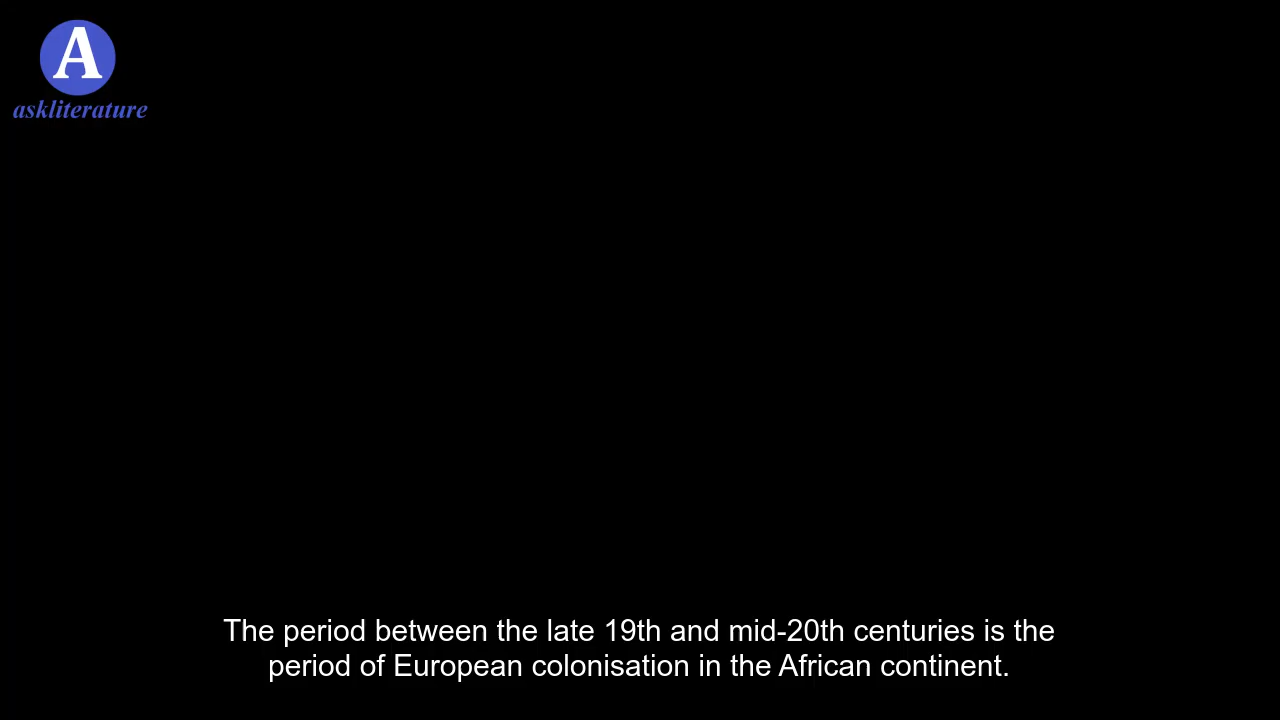 A
askliterature
The period between the late 19th and mid-20th centuries is the
period of European colonisation in the African continent.